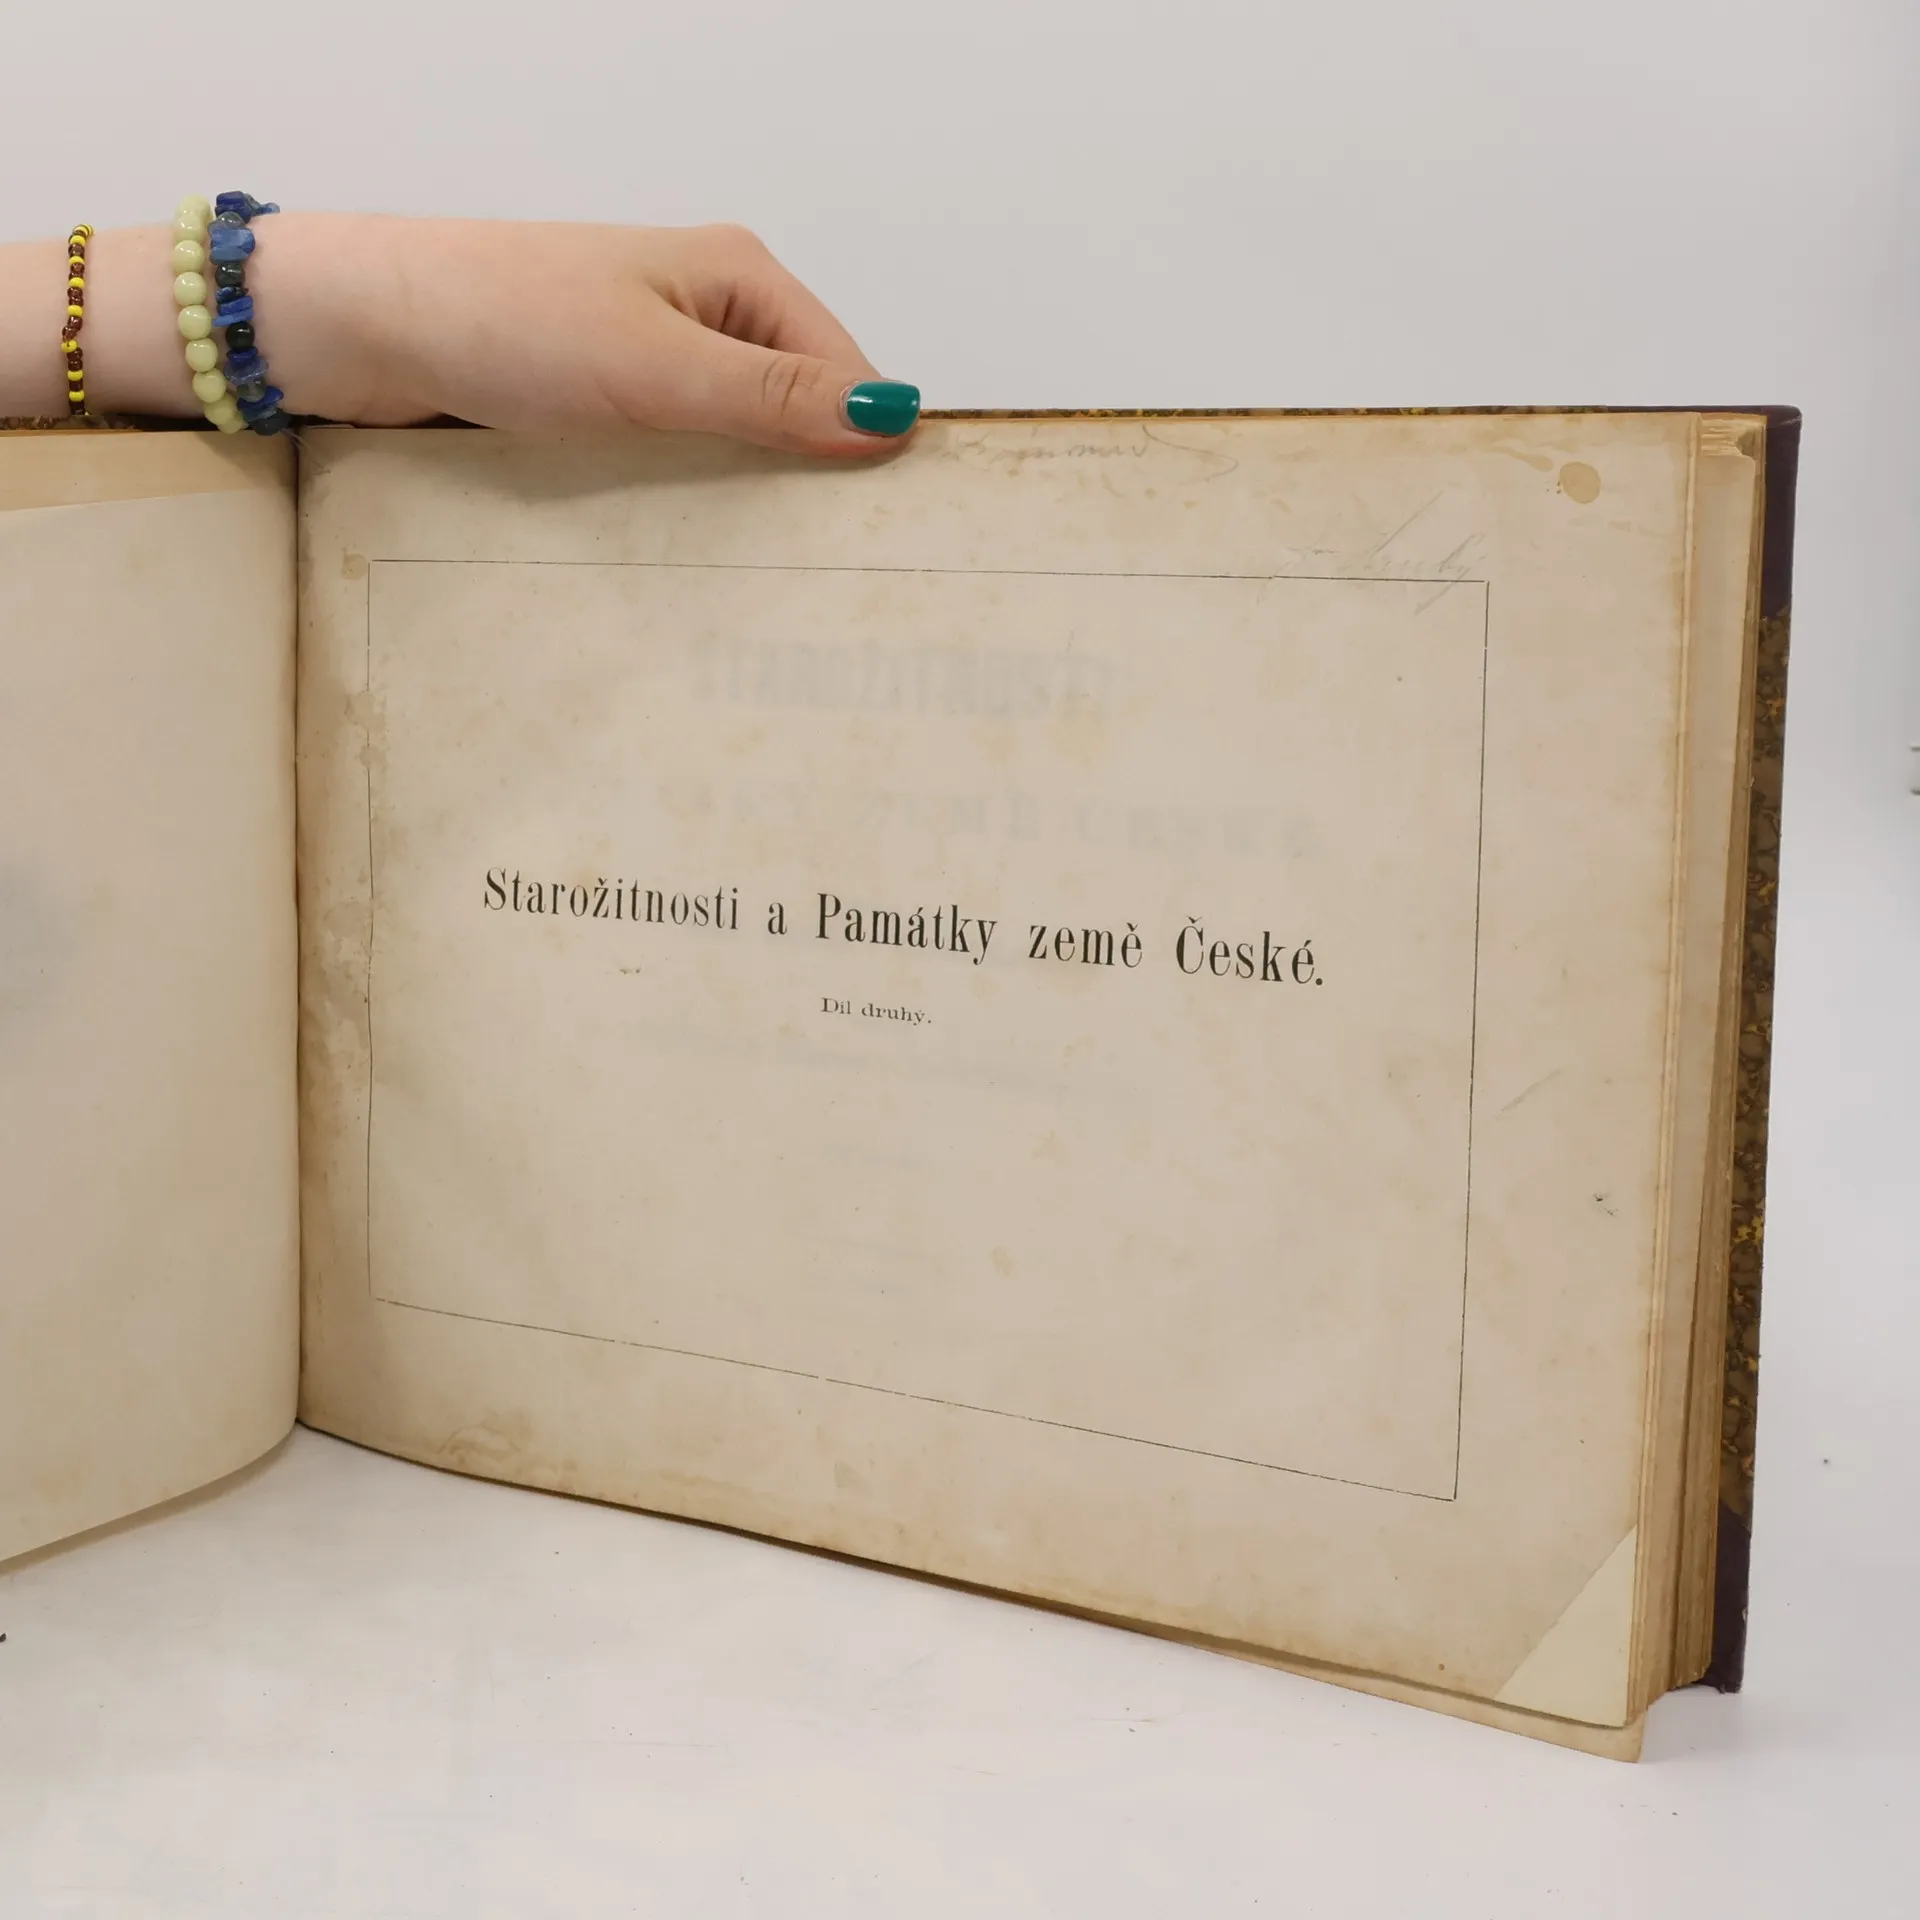 Starožitnosti a Památky země České.
Díl druhý.